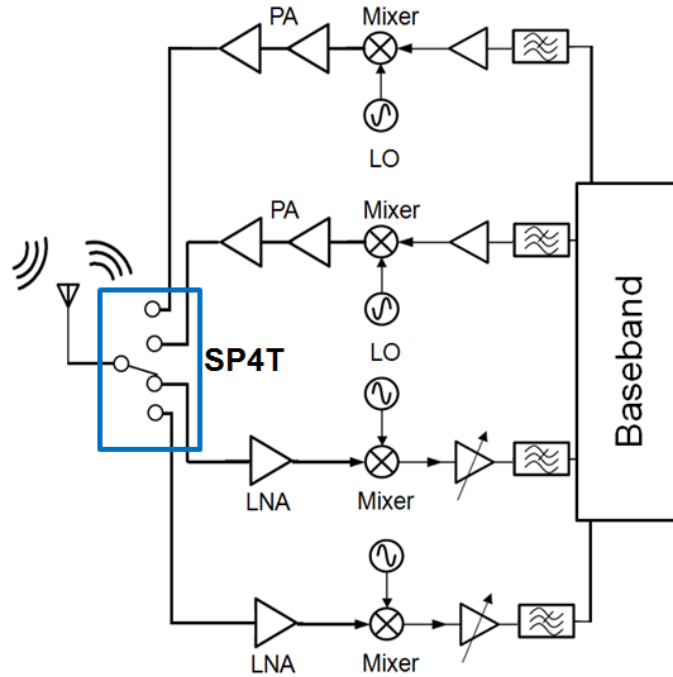 PA
Mixer
LO
PA
Mixer
LO
SP4T
Baseband
LNA
Mixer
LNA
Mixer